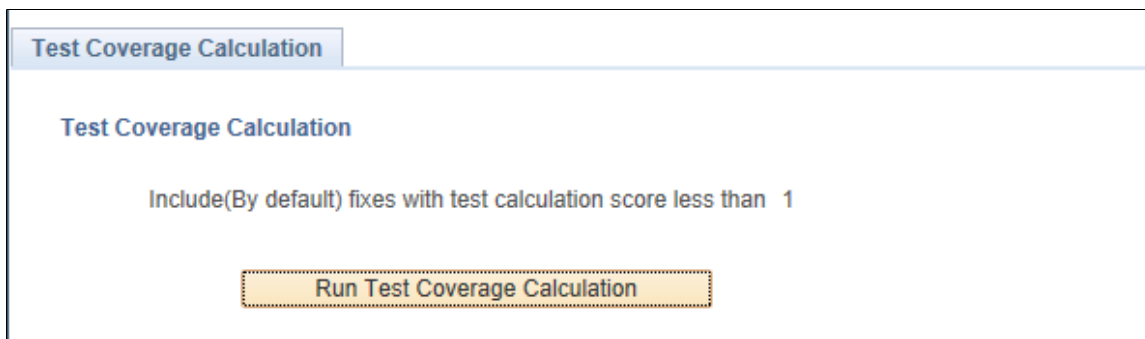 Test Coverage Calculation
Test Coverage Calculation
Include(By default) fixes with test calculation score less than 1
Run Test Coverage Calculation